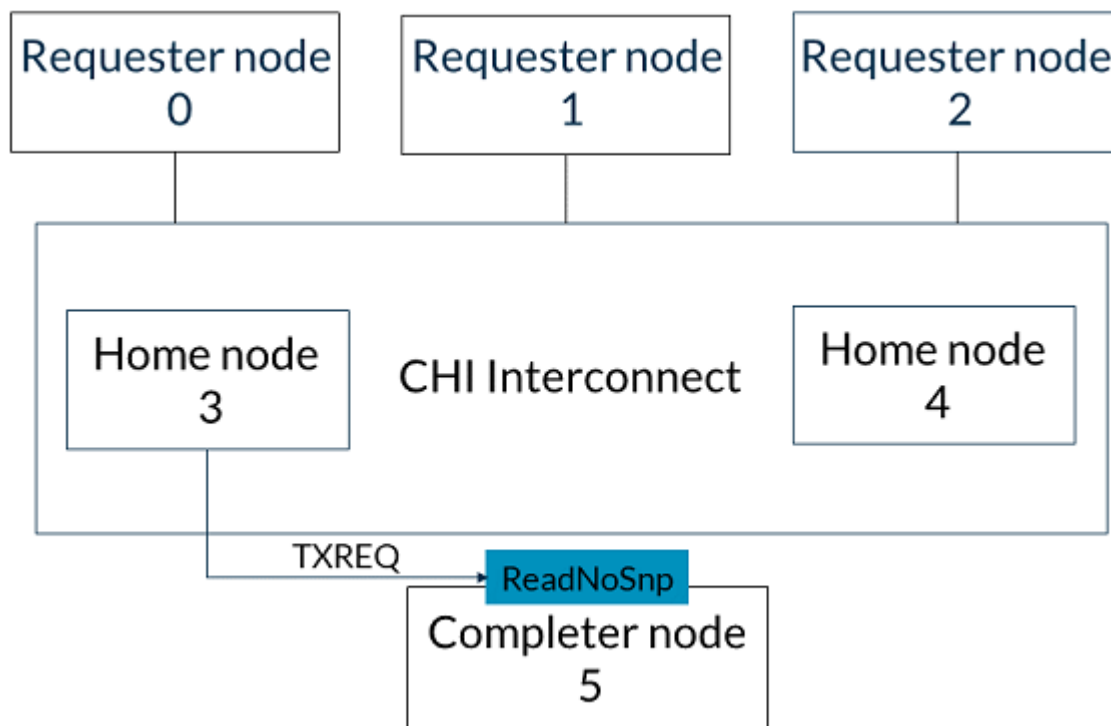 Requester node
0
Requester node
1
Requester node
2
Home node
3
CHI Interconnect
Home node
4
TXREQ
ReadNoSnp
Completer node
5